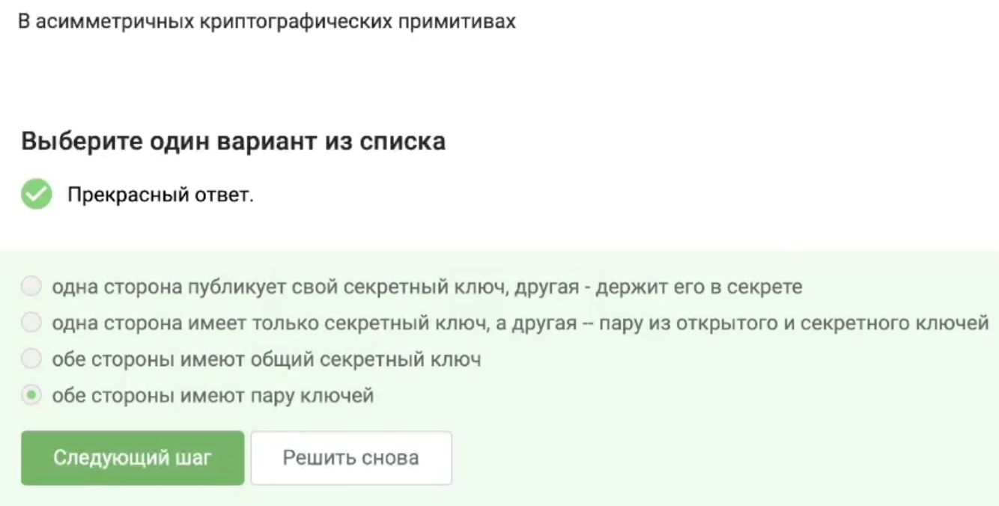 В асимметричных криптографических примитивах
Выберите один вариант из списка
Прекрасный ответ.
одна сторона публикует свой секретный ключ, другая - держит его в секрете
одна сторона имеет только секретный ключ, а другая -- пару из открытого и секретного ключей
обе стороны имеют общий секретный ключ
обе стороны имеют пару ключей
Следующий шаг
Решить снова